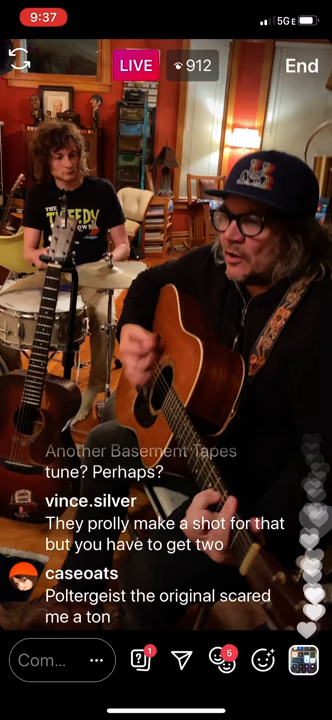 9:37
5GE
LIVE
912
End
THE
TWEEDY
Another Basement Tapes
tune? Perhaps?
vince.silver
They prolly make a shot for that
but you have to get two
caseoats
Poltergeist the original scared
me a ton
Com...
1
5